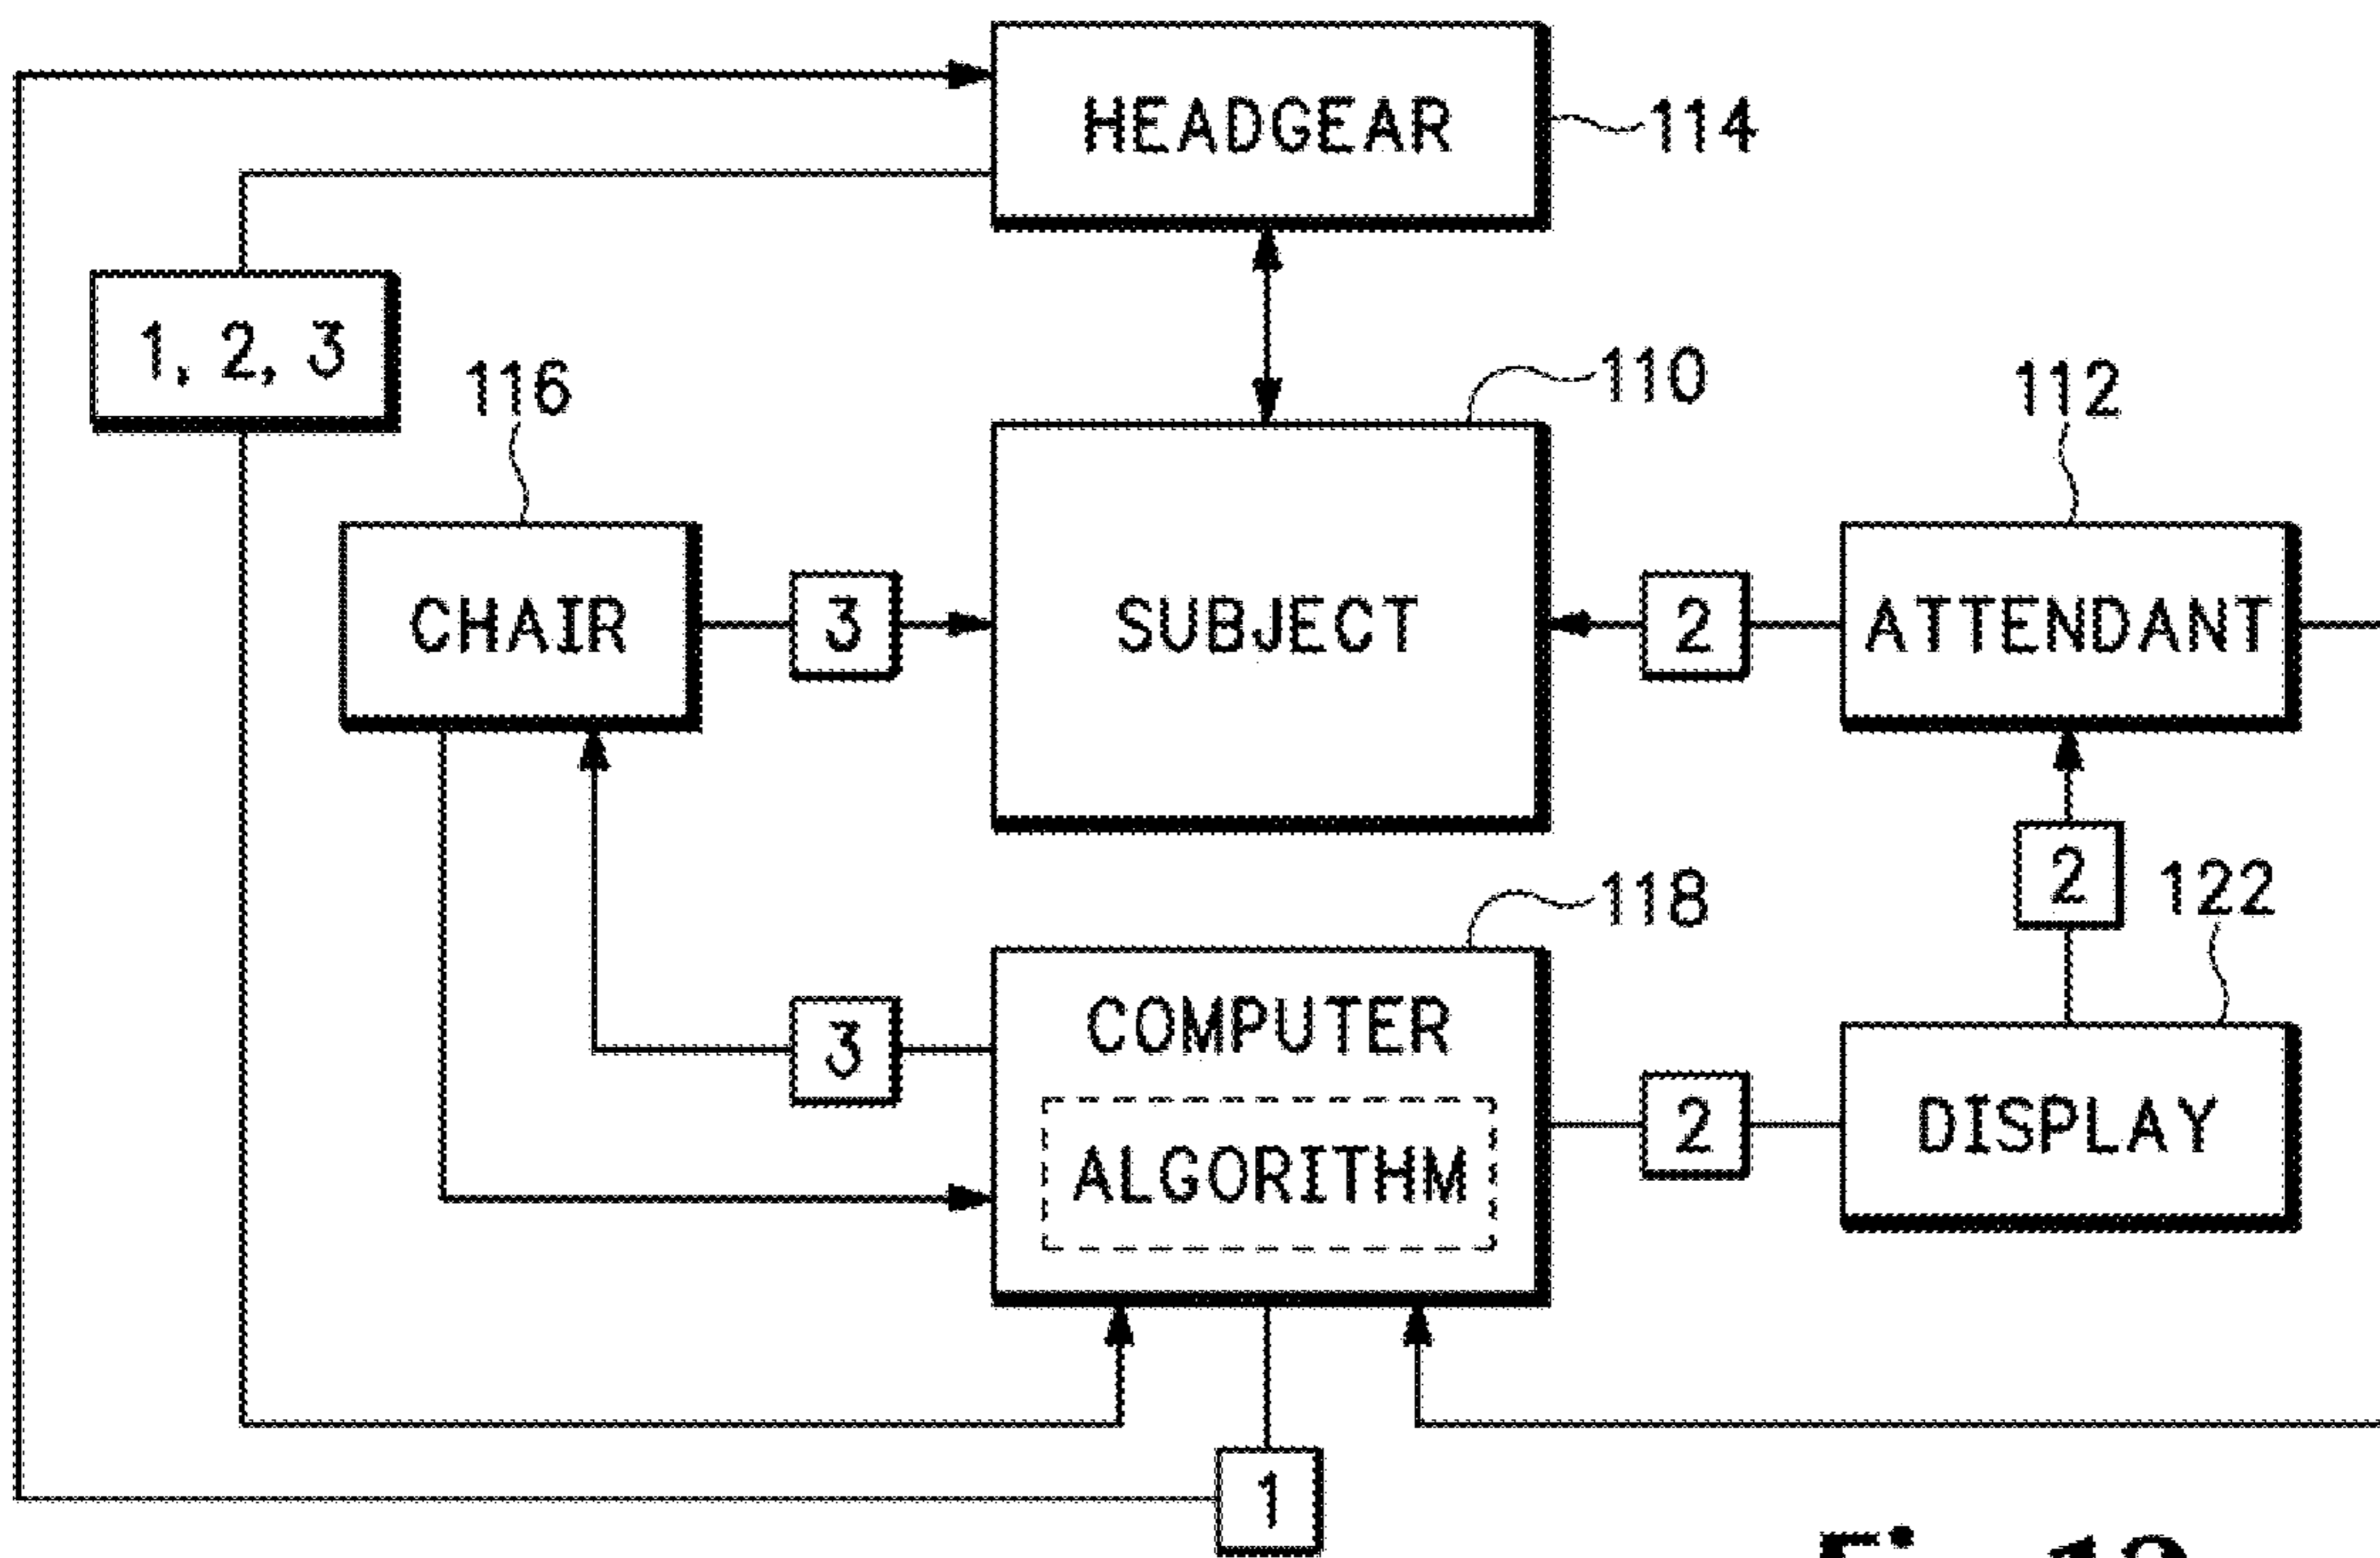 HEADGEAR
114
1, 2, 3
116
110
112
CHAIR
3
SUBJECT
2
ATTENDANT
2
122
118
COMPUTER
3
ALGORITHM
2
DISPLAY
1